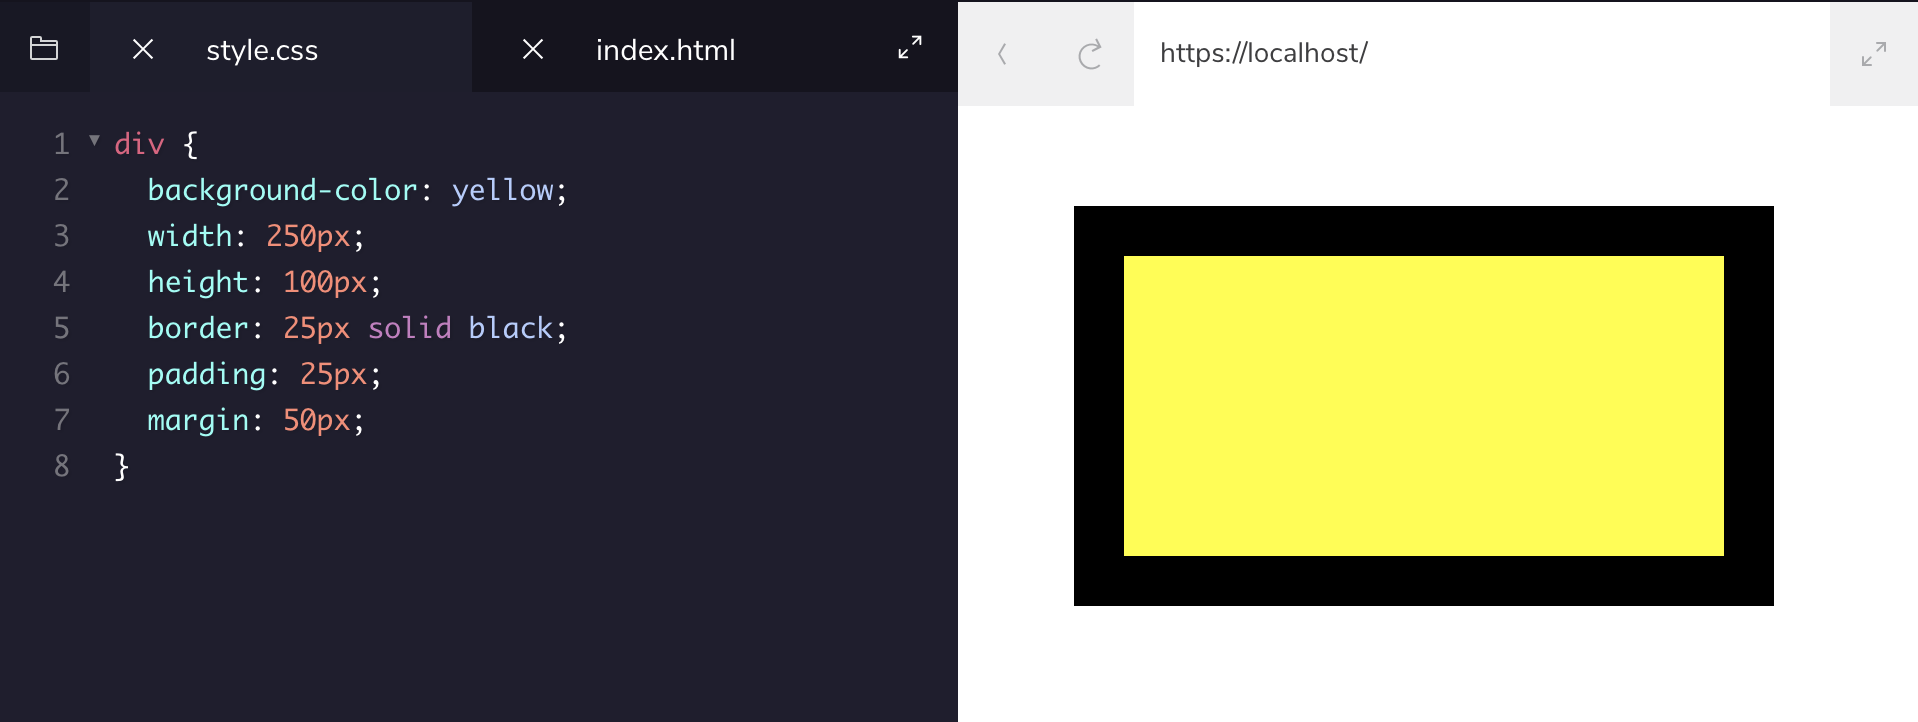 style.css
index.html
https://localhost/
1 div {
2   background-color: yellow;
3   width: 250px;
4   height: 100px;
5   border: 25px solid black;
6   padding: 25px;
7   margin: 50px;
8 }